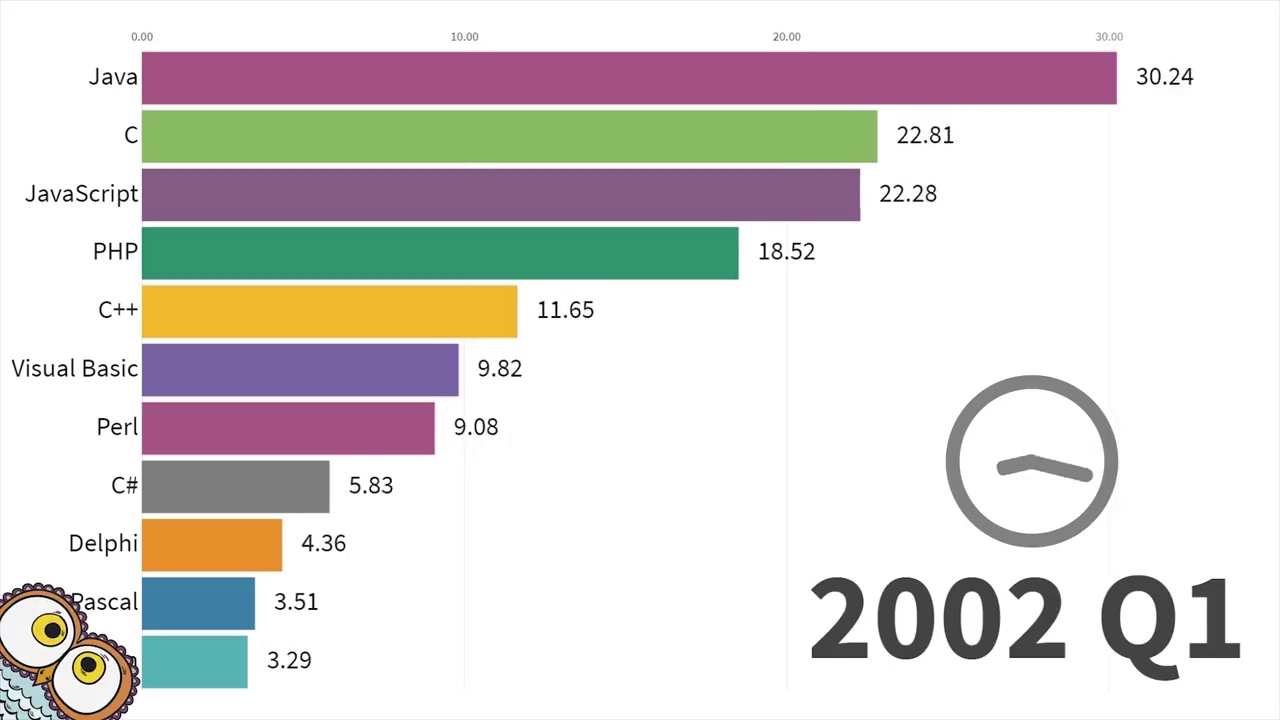 0.00 10.00 20.00 30.00
Java 30.24
C 22.81
JavaScript 22.28
PHP 18.52
C++ 11.65
Visual Basic 9.82
Perl 9.08
C# 5.83
Delphi 4.36
Pascal 3.51
3.29
2002 Q1